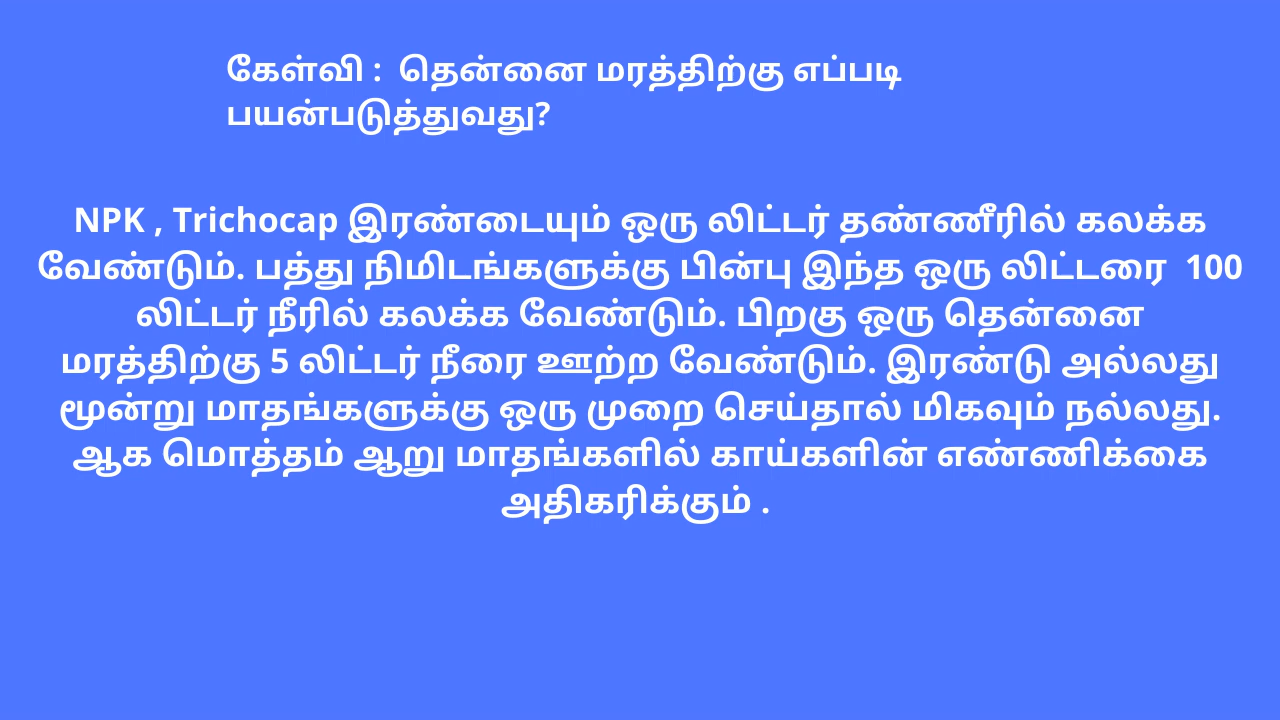 கேள்வி : தென்னை மரத்திற்கு எப்படி
பயன்படுத்துவது?
NPK , Trichocap இரண்டையும் ஒரு லிட்டர் தண்ணீரில் கலக்க
வேண்டும். பத்து நிமிடங்களுக்கு பின்பு இந்த ஒரு லிட்டரை 100
லிட்டர் நீரில் கலக்க வேண்டும். பிறகு ஒரு தென்னை
மரத்திற்கு 5 லிட்டர் நீரை ஊற்ற வேண்டும். இரண்டு அல்லது
மூன்று மாதங்களுக்கு ஒரு முறை செய்தால் மிகவும் நல்லது.
ஆக மொத்தம் ஆறு மாதங்களில் காய்களின் எண்ணிக்கை
அதிகரிக்கும் .